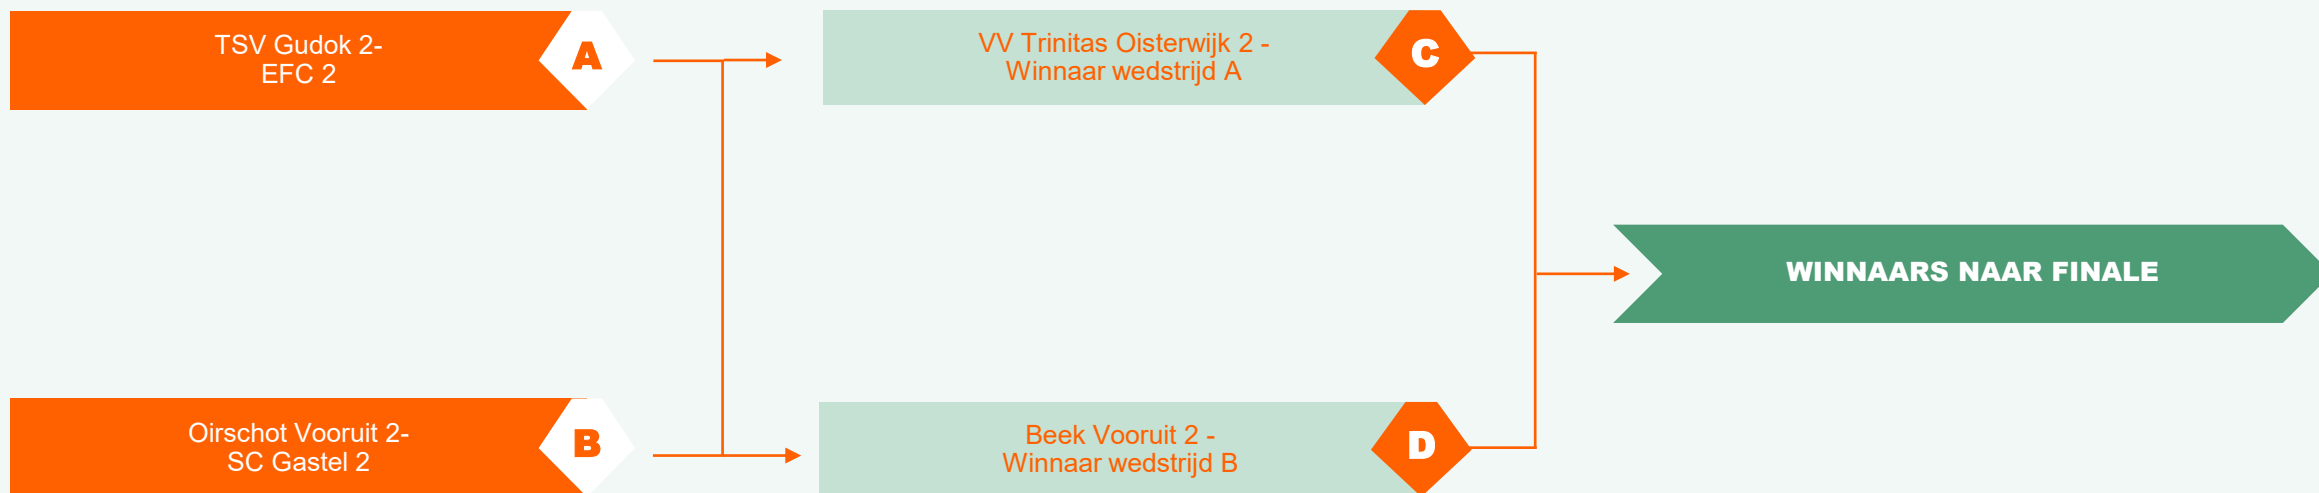 TSV Gudok 2-
EFC 2
A
VV Trinitas Oisterwijk 2 -
Winnaar wedstrijd A
C
WINNAARS NAAR FINALE
Oirschot Vooruit 2-
SC Gastel 2
B
Beek Vooruit 2 -
Winnaar wedstrijd B
D